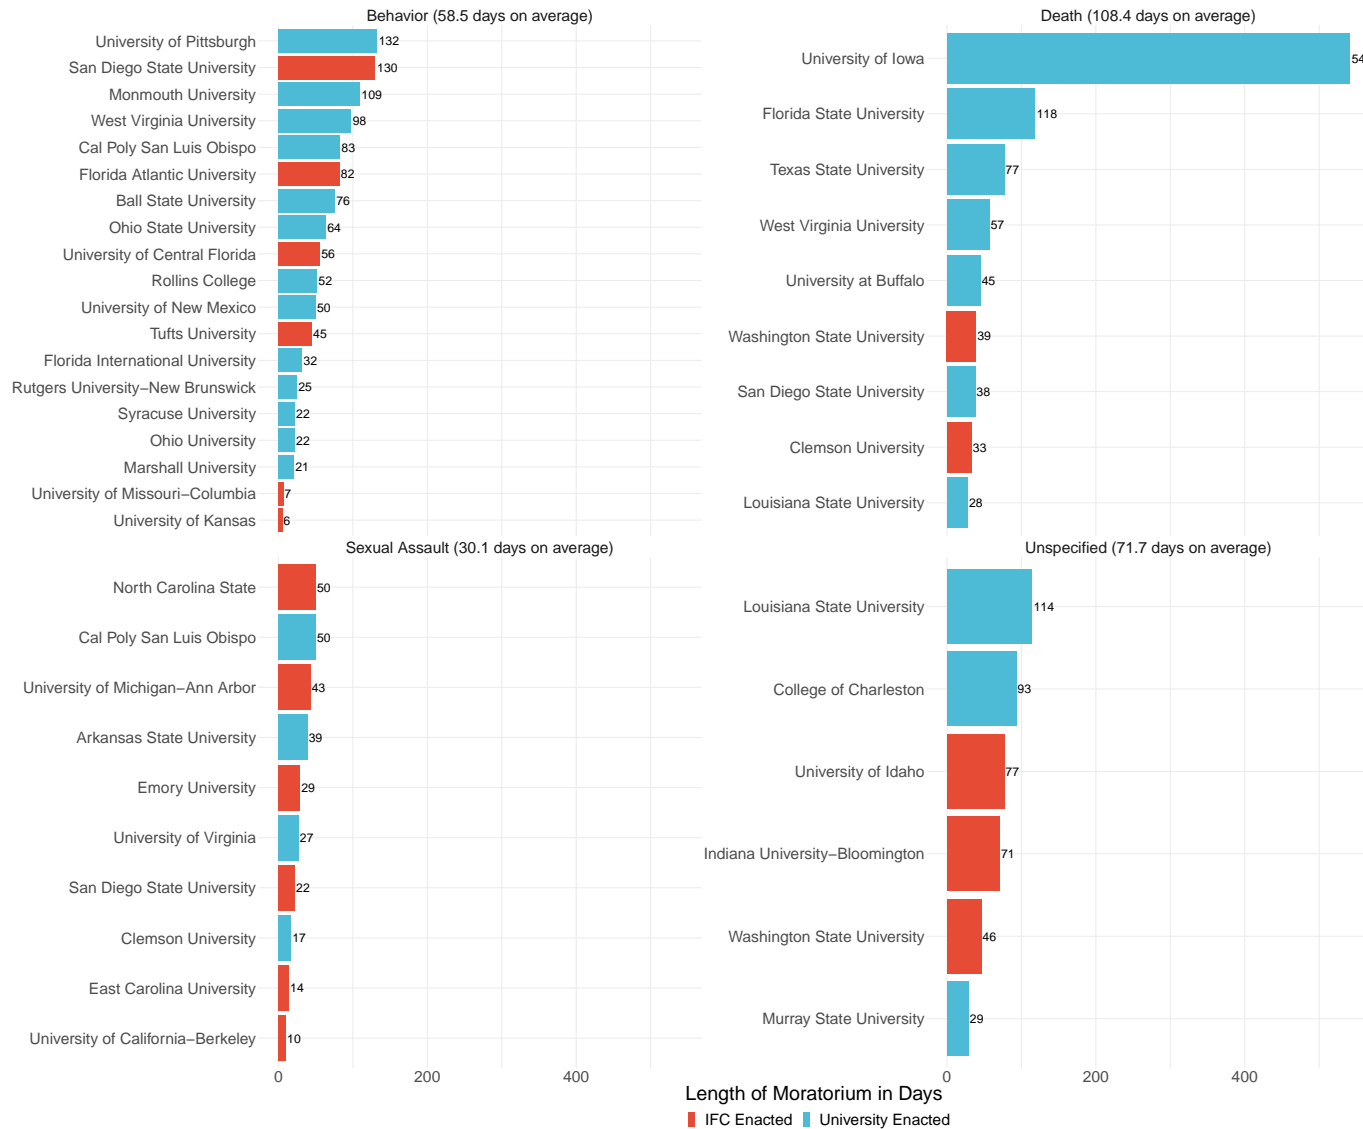 Behavior (58.5 days on average)
University of Pittsburgh 132
San Diego State University 130
Monmouth University 109
West Virginia University 98
Cal Poly San Luis Obispo 83
Florida Atlantic University 82
Ball State University 76
Ohio State University 64
University of Central Florida 56
Rollins College 52
University of New Mexico 50
Tufts University 45
Florida International University 32
Rutgers University–New Brunswick 25
Syracuse University 22
Ohio University 22
Marshall University 21
University of Missouri–Columbia 7
University of Kansas 6
Death (108.4 days on average)
University of Iowa 54
Florida State University 118
Texas State University 77
West Virginia University 57
University at Buffalo 45
Washington State University 39
San Diego State University 38
Clemson University 33
Louisiana State University 28
Sexual Assault (30.1 days on average)
North Carolina State 50
Cal Poly San Luis Obispo 50
University of Michigan–Ann Arbor 43
Arkansas State University 39
Emory University 29
University of Virginia 27
San Diego State University 22
Clemson University 17
East Carolina University 14
University of California–Berkeley 10
0 200 400
Unspecified (71.7 days on average)
Louisiana State University 114
College of Charleston 93
University of Idaho 77
Indiana University–Bloomington 71
Washington State University 46
Murray State University 29
0 200 400
Length of Moratorium in Days
IFC Enacted University Enacted